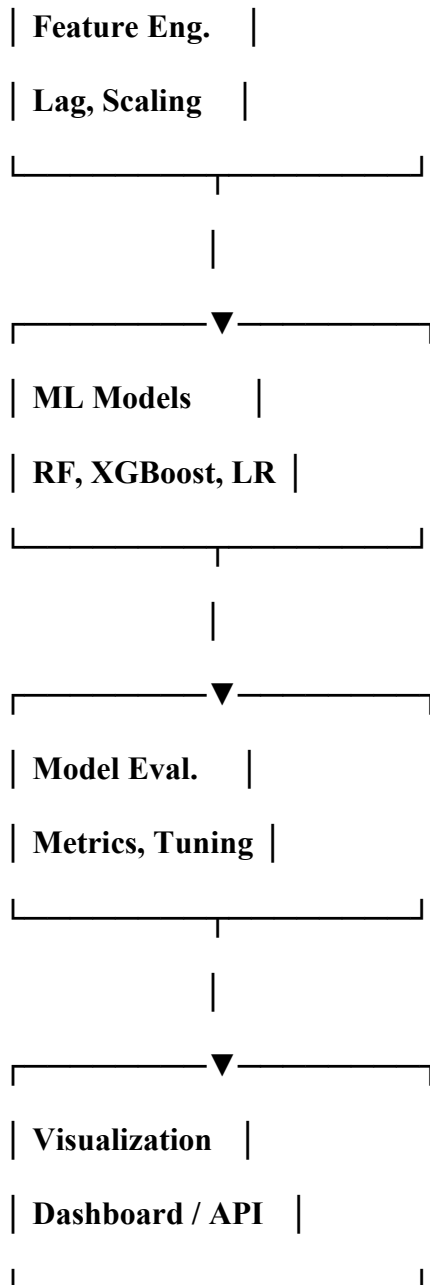 Feature Eng.
Lag, Scaling
ML Models
RF, XGBoost, LR
Model Eval.
Metrics, Tuning
Visualization
Dashboard / API